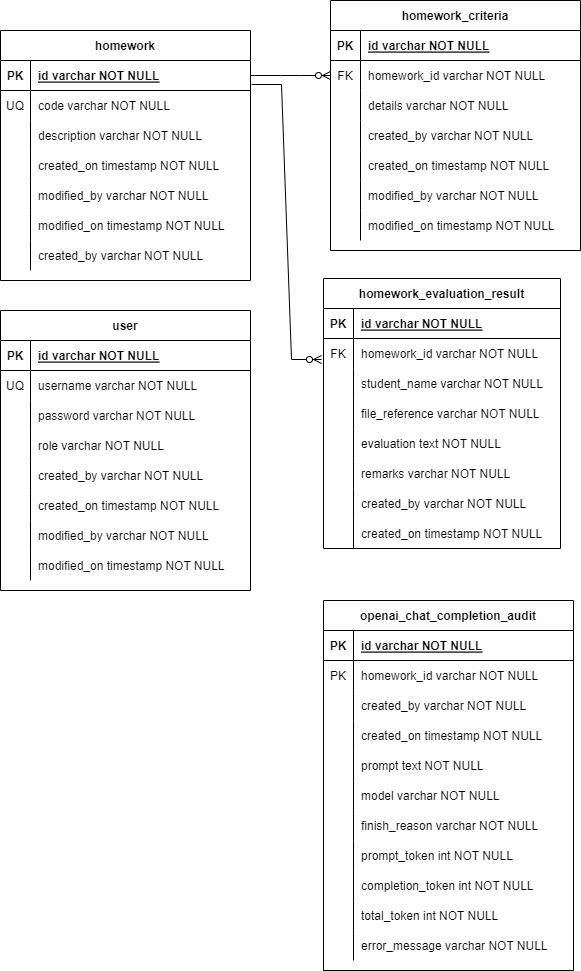 homework
PK id varchar NOT NULL
UQ code varchar NOT NULL
description varchar NOT NULL
created_on timestamp NOT NULL
modified_by varchar NOT NULL
modified_on timestamp NOT NULL
created_by varchar NOT NULL
homework_criteria
PK id varchar NOT NULL
FK homework_id varchar NOT NULL
details varchar NOT NULL
created_by varchar NOT NULL
created_on timestamp NOT NULL
modified_by varchar NOT NULL
modified_on timestamp NOT NULL
user
PK id varchar NOT NULL
UQ username varchar NOT NULL
password varchar NOT NULL
role varchar NOT NULL
created_by varchar NOT NULL
created_on timestamp NOT NULL
modified_by varchar NOT NULL
modified_on timestamp NOT NULL
homework_evaluation_result
PK id varchar NOT NULL
FK homework_id varchar NOT NULL
student_name varchar NOT NULL
file_reference varchar NOT NULL
evaluation text NOT NULL
remarks varchar NOT NULL
created_by varchar NOT NULL
created_on timestamp NOT NULL
openai_chat_completion_audit
PK id varchar NOT NULL
PK homework_id varchar NOT NULL
created_by varchar NOT NULL
created_on timestamp NOT NULL
prompt text NOT NULL
model varchar NOT NULL
finish_reason varchar NOT NULL
prompt_token int NOT NULL
completion_token int NOT NULL
total_token int NOT NULL
error_message varchar NOT NULL